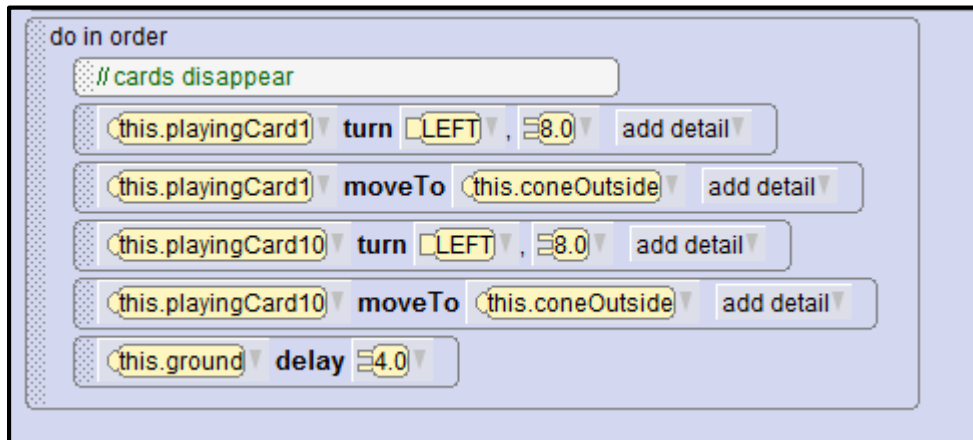 do in order
// cards disappear
this.playingCard1 turn LEFT , 8.0 add detail
this.playingCard1 moveTo this.coneOutside add detail
this.playingCard10 turn LEFT , 8.0 add detail
this.playingCard10 moveTo this.coneOutside add detail
this.ground delay 4.0